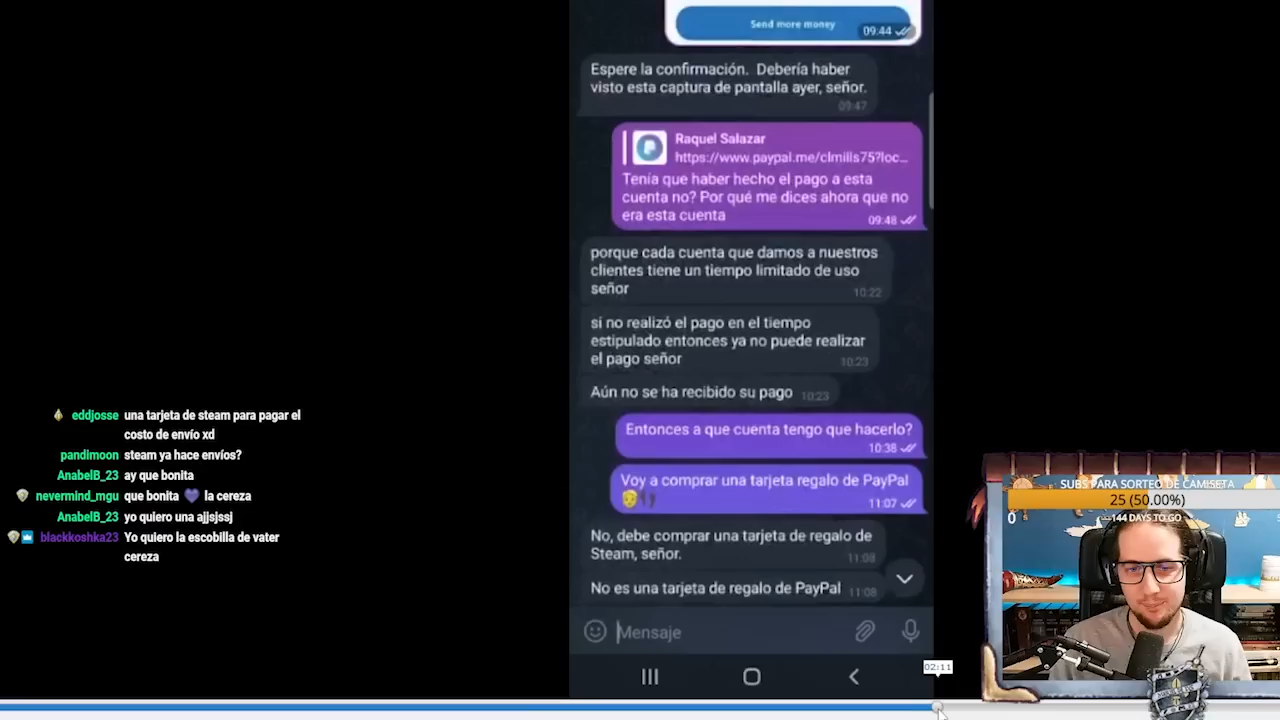 Send more money
09:44
Espere la confirmación. Debería haber
visto esta captura de pantalla ayer, señor.
09:47
Raquel Salazar
https://www.paypal.me/clmills75?loc...
Tenía que haber hecho el pago a esta
cuenta no? Por qué me dices ahora que no
era esta cuenta
09:48
porque cada cuenta que damos a nuestros
clientes tiene un tiempo limitado de uso
señor
10:22
si no realizó el pago en el tiempo
estipulado entonces ya no puede realizar
el pago señor
10:23
Aún no se ha recibido su pago
10:23
Entonces a que cuenta tengo que hacerlo?
10:38
Voy a comprar una tarjeta regalo de PayPal
11:07
No, debe comprar una tarjeta de regalo de
Steam, señor.
11:08
No es una tarjeta de regalo de PayPal
11:08
Mensaje
02:11
eddjosse una tarjeta de steam para pagar el
costo de envío xd
pandimoon steam ya hace envíos?
AnabelB_23 ay que bonita
nevermind_mgu que bonita 💜 la cereza
AnabelB_23 yo quiero una ajjsjssj
blackkoshka23 Yo quiero la escobilla de vater
cereza
SUBS PARA SORTEO DE CAMISETA
25 (50.00%)
0
144 DAYS TO GO